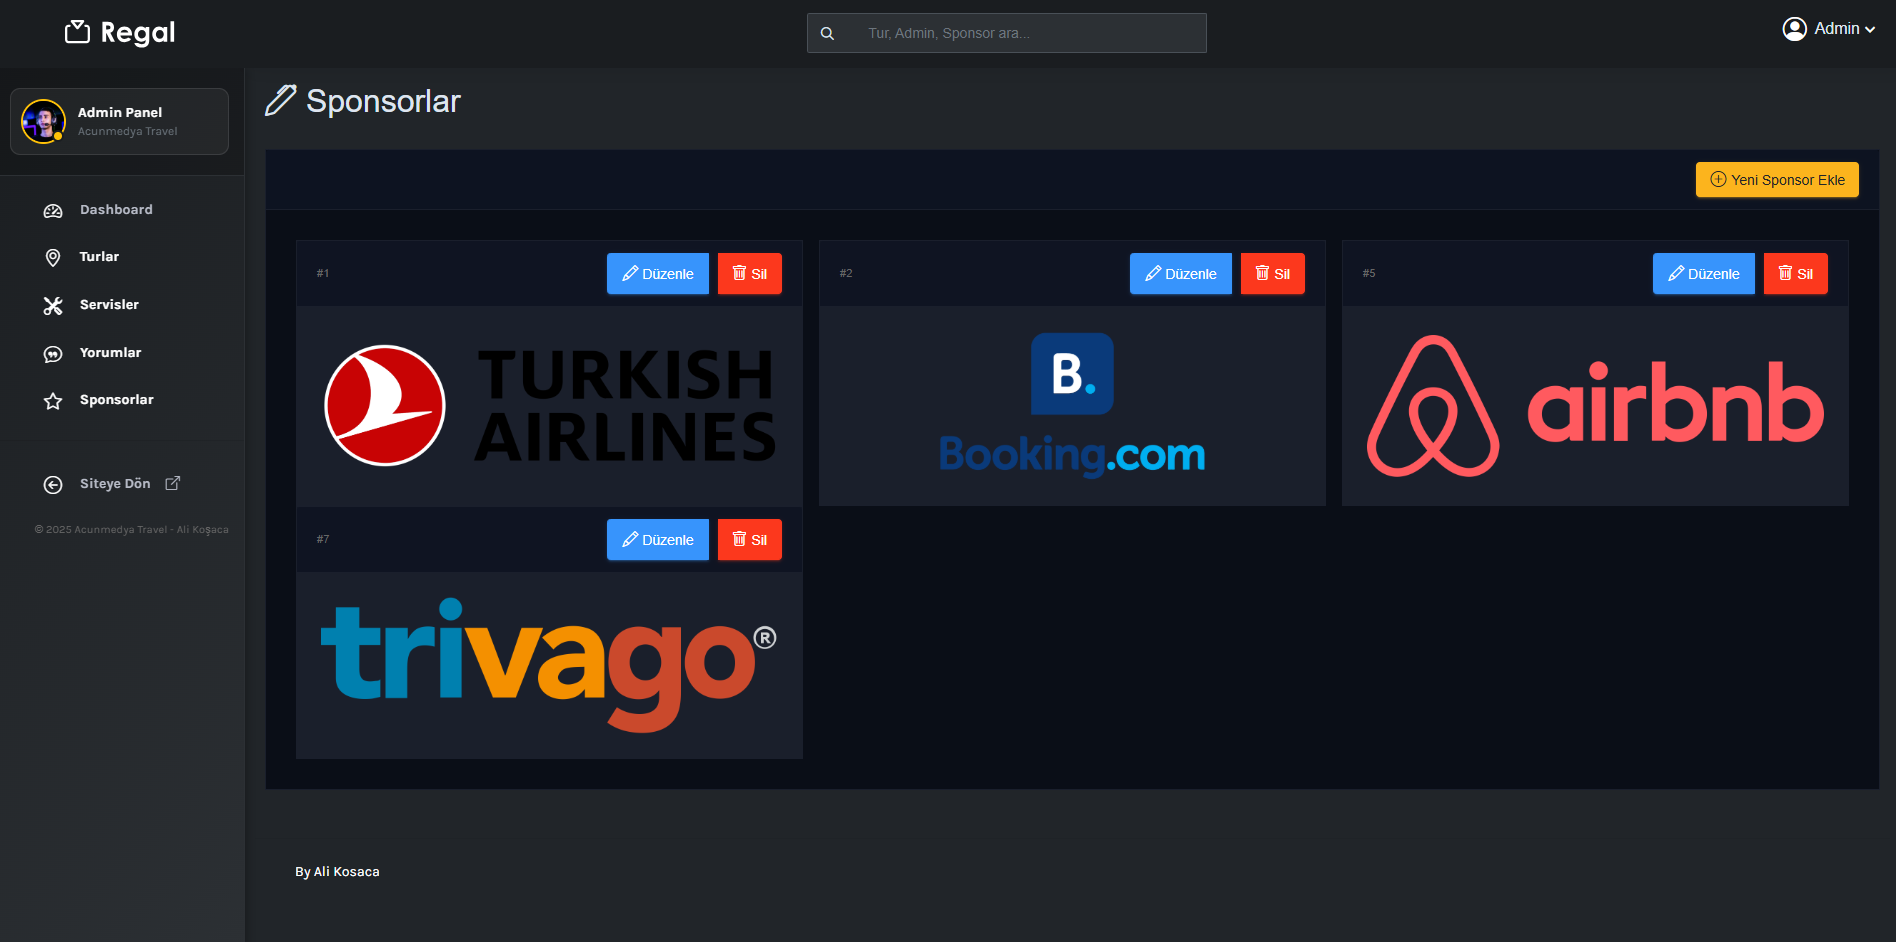 Regal
Tur, Admin, Sponsor ara...
Admin
Admin Panel
Acunmedya Travel
Dashboard
Turlar
Servisler
Yorumlar
Sponsorlar
Siteye Dön
© 2025 Acunmedya Travel - Ali Koşaca
Sponsorlar
Yeni Sponsor Ekle
#1 Düzenle Sil
TURKISH
AIRLINES
#2 Düzenle Sil
B.
Booking.com
#5 Düzenle Sil
airbnb
#7 Düzenle Sil
trivago®
By Ali Kosaca